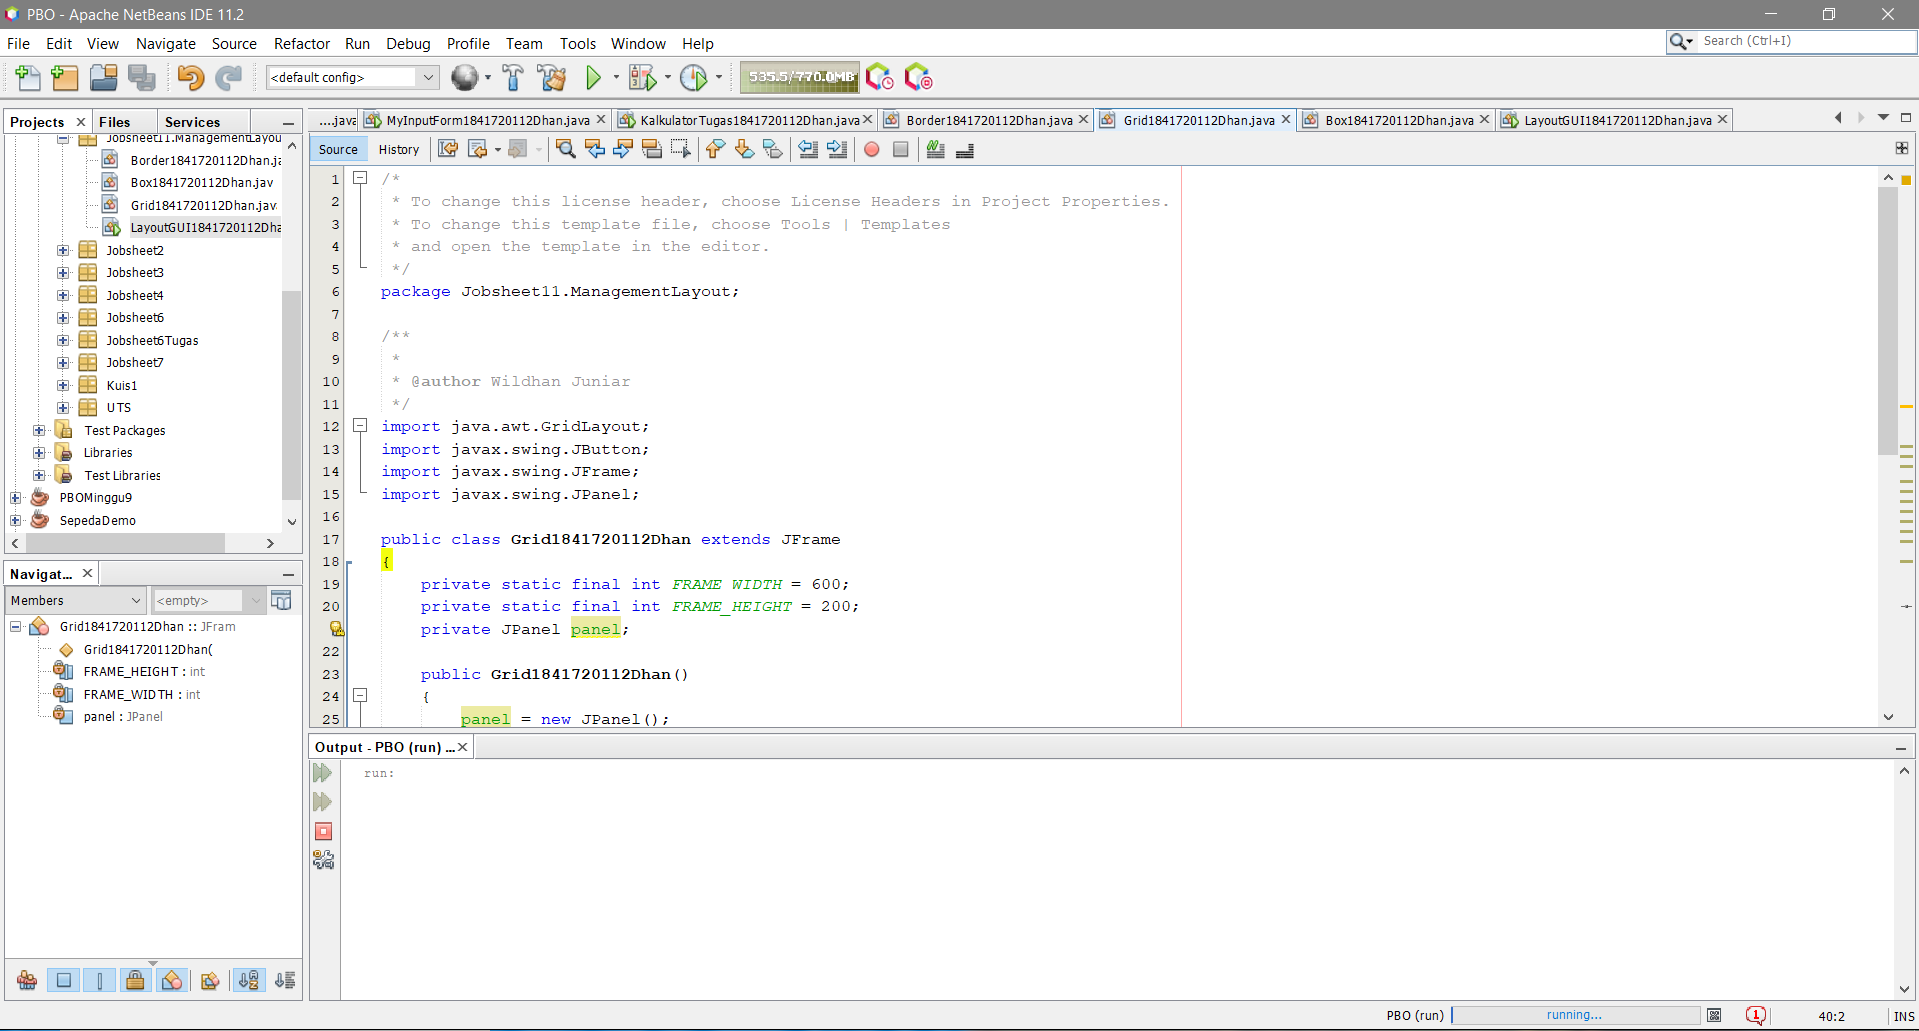 PBO - Apache NetBeans IDE 11.2
File Edit View Navigate Source Refactor Run Debug Profile Team Tools Window Help
Search (Ctrl+I)
<default config>
535.5/770.0MB
Projects Files Services
....java MyInputForm1841720112Dhan.java KalkulatorTugas1841720112Dhan.java Border1841720112Dhan.java Grid1841720112Dhan.java Box1841720112Dhan.java LayoutGUI1841720112Dhan.java
Source History
Jobsheet11.ManagementLayou
Border1841720112Dhan.ja
Box1841720112Dhan.jav
Grid1841720112Dhan.jav
LayoutGUI1841720112Dha
Jobsheet2
Jobsheet3
Jobsheet4
Jobsheet6
Jobsheet6Tugas
Jobsheet7
Kuis1
UTS
Test Packages
Libraries
Test Libraries
PBOMinggu9
SepedaDemo
Navigat...
Members <empty>
Grid1841720112Dhan :: JFram
Grid1841720112Dhan(
FRAME_HEIGHT : int
FRAME_WIDTH : int
panel : JPanel
1 /*
2 * To change this license header, choose License Headers in Project Properties.
3 * To change this template file, choose Tools | Templates
4 * and open the template in the editor.
5 */
6 package Jobsheet11.ManagementLayout;
7
8 /**
9 *
10 * @author Wildhan Juniar
11 */
12 import java.awt.GridLayout;
13 import javax.swing.JButton;
14 import javax.swing.JFrame;
15 import javax.swing.JPanel;
16
17 public class Grid1841720112Dhan extends JFrame
18 {
19 private static final int FRAME_WIDTH = 600;
20 private static final int FRAME_HEIGHT = 200;
private JPanel panel;
22
23 public Grid1841720112Dhan()
24 {
25 panel = new JPanel();
Output - PBO (run) ...
run:
PBO (run) running... 1 40:2 INS